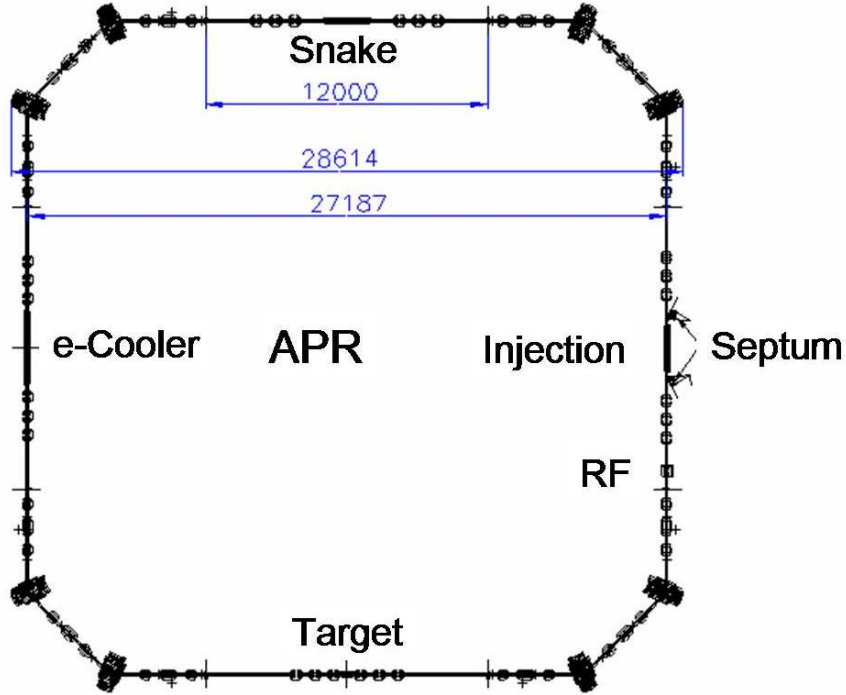 Snake
12000
28614
27187
e-Cooler
APR
Injection
Septum
RF
Target